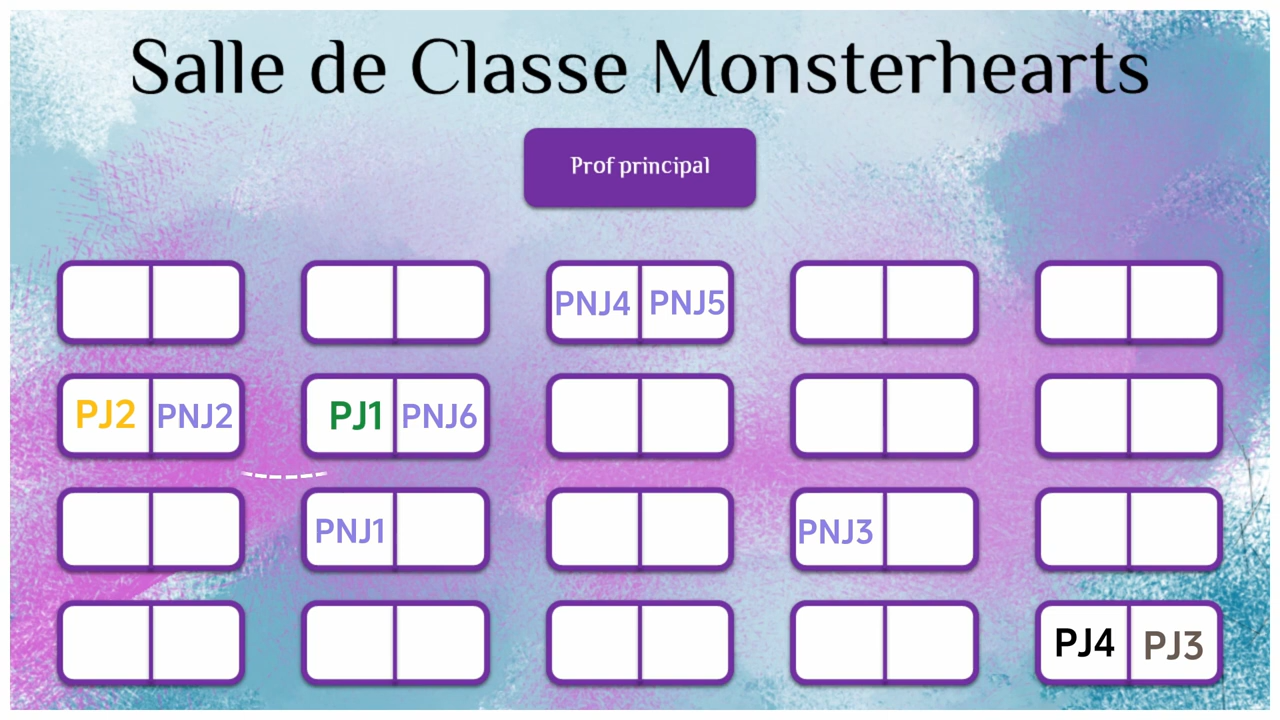 Salle de Classe Monsterhearts
Prof principal
PNJ4 PNJ5
PJ2 PNJ2 PJ1 PNJ6
PNJ1 PNJ3
PJ4 PJ3